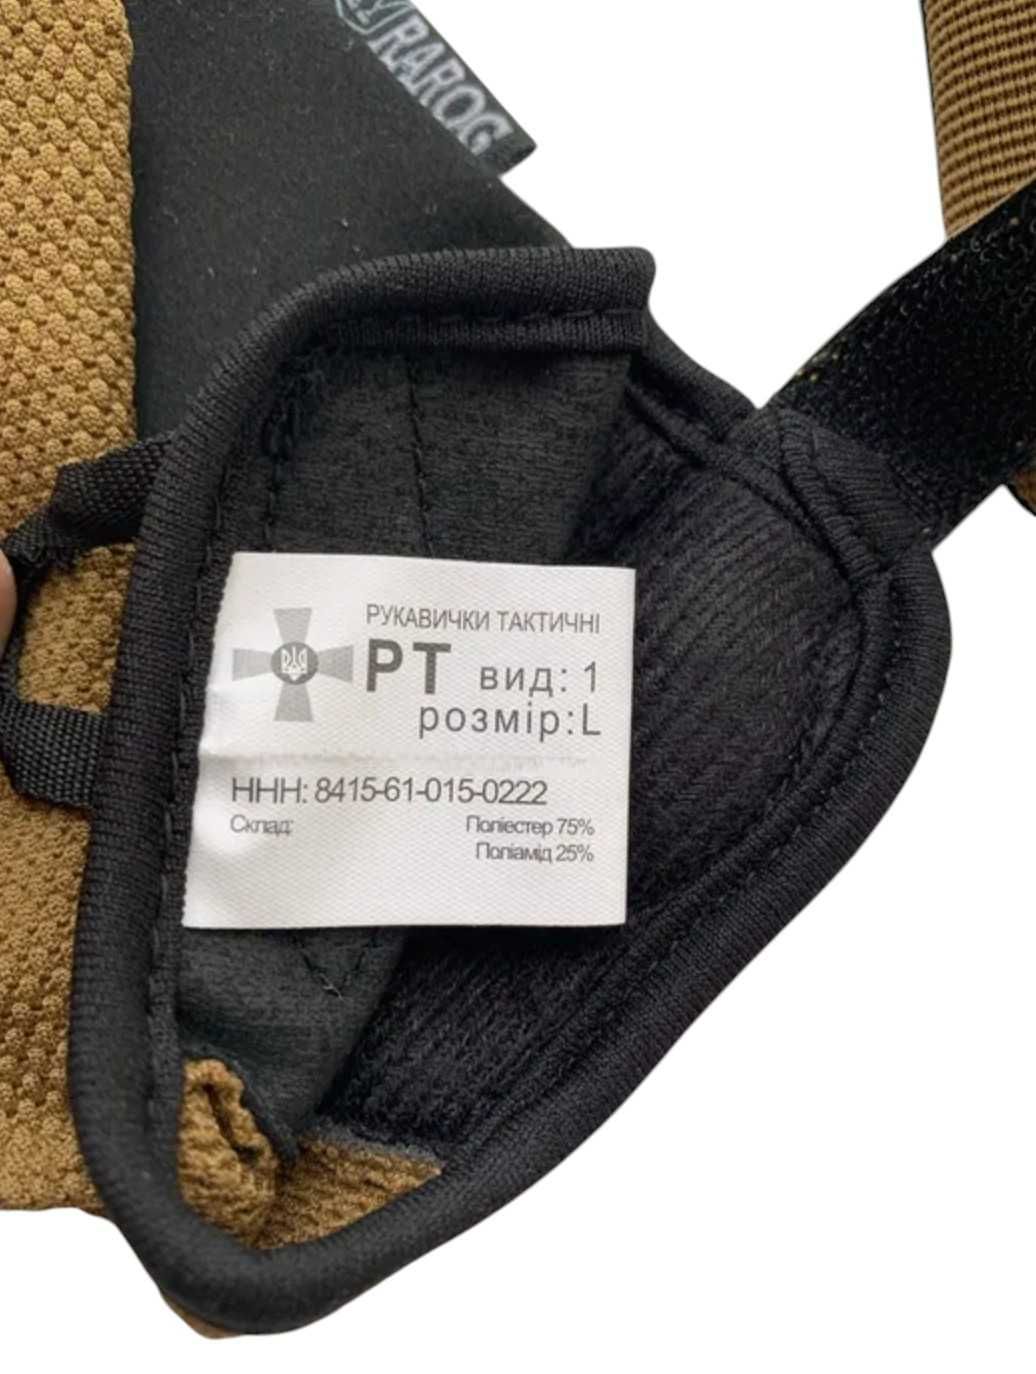 RAROG
РУКАВИЧКИ ТАКТИЧНІ
РТ вид: 1
розмір:L
ННН: 8415-61-015-0222
Склад: Поліестер 75%
Поліамід 25%